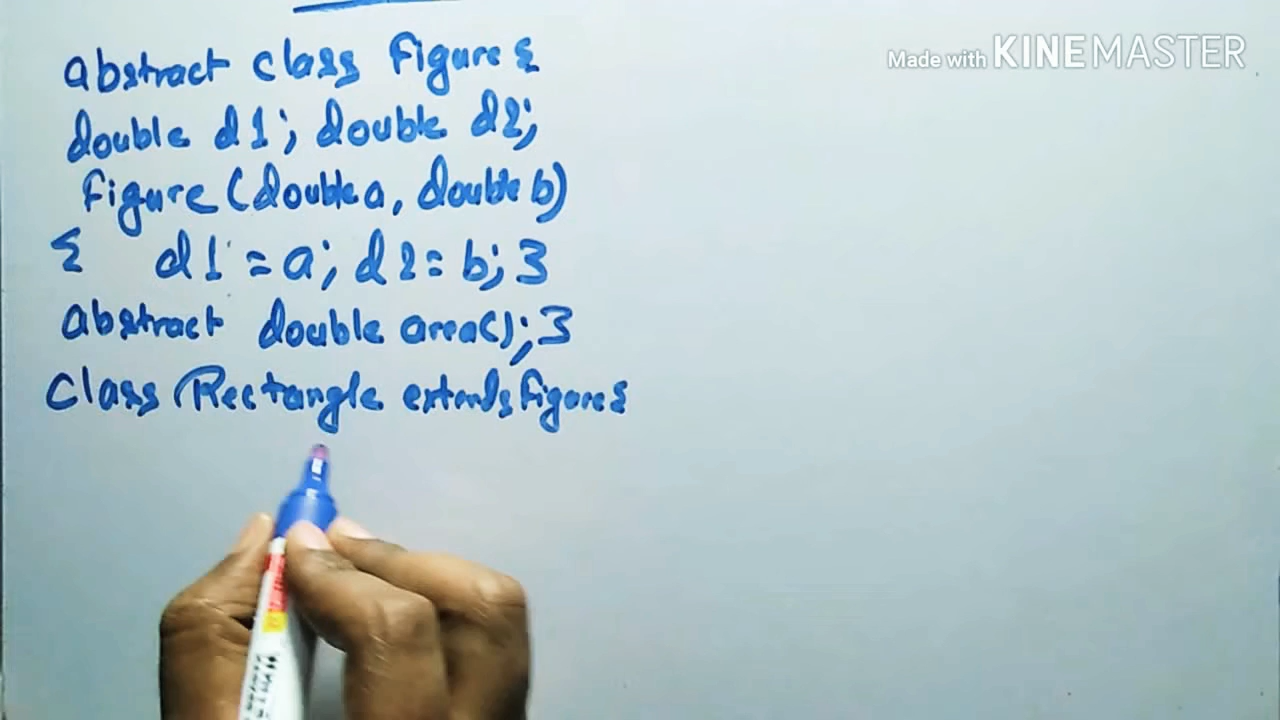 Made with KINEMASTER
abstract class Figure {
double d1; double d2;
Figure (double a, double b)
{ d1 = a; d2 = b; }
abstract double area(); }
Class Rectangle extends Figure {